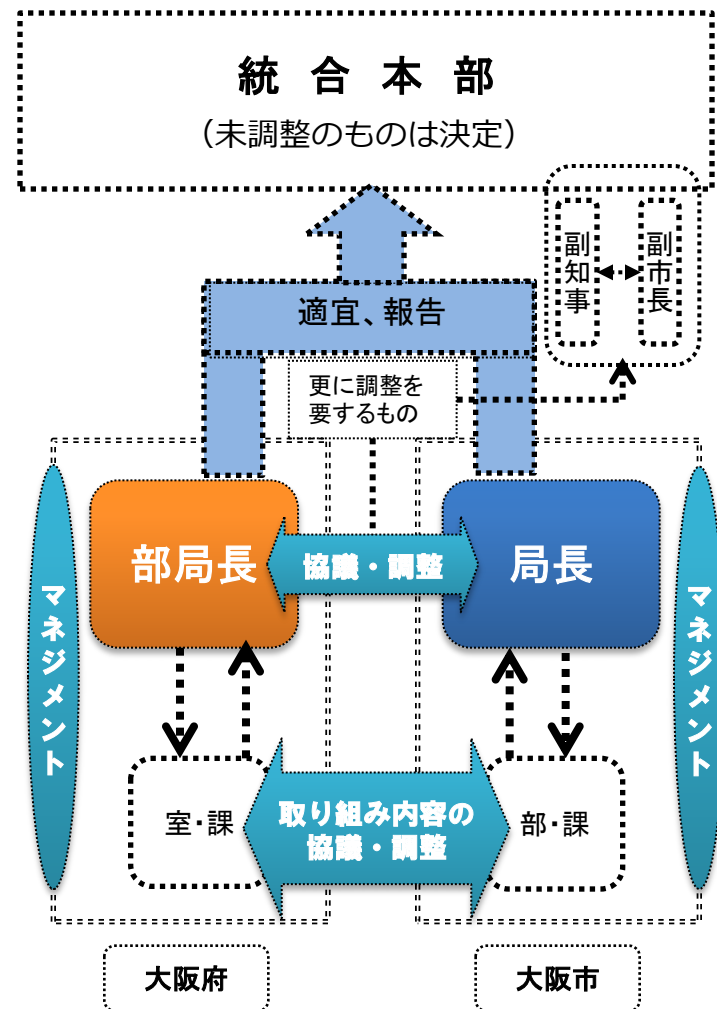 統合本部
（未調整のものは決定）
副知事
副市長
適宜、報告
更に調整を
要するもの
マネジメント
部局長
協議・調整
局長
マネジメント
室・課
取り組み内容の
協議・調整
部・課
大阪府
大阪市